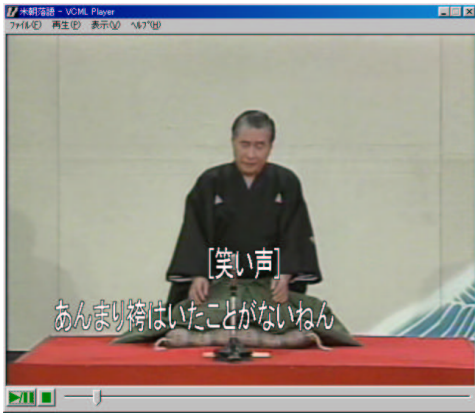 米朝落語 - VCML Player
ファイル(F) 再生(P) 表示(V) ヘルプ(H)
[笑い声]
あんまり袴はいたことがないねん